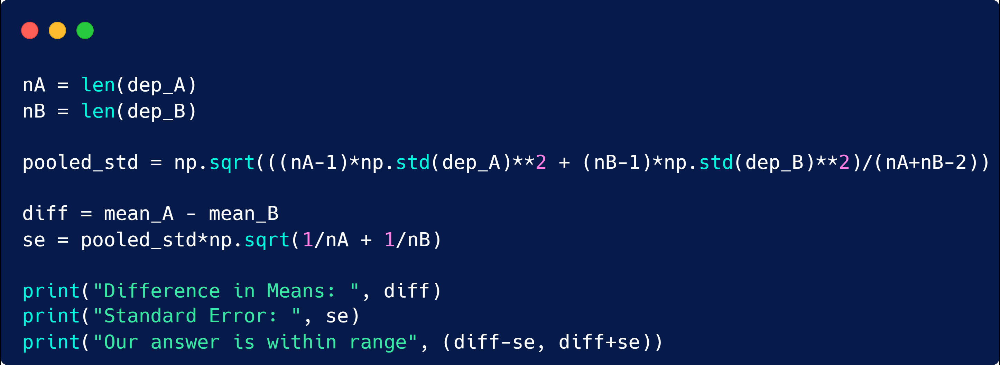 nA = len(dep_A)
nB = len(dep_B)
pooled_std = np.sqrt(((nA-1)*np.std(dep_A)**2 + (nB-1)*np.std(dep_B)**2)/(nA+nB-2))
diff = mean_A - mean_B
se = pooled_std*np.sqrt(1/nA + 1/nB)
print("Difference in Means: ", diff)
print("Standard Error: ", se)
print("Our answer is within range", (diff-se, diff+se))